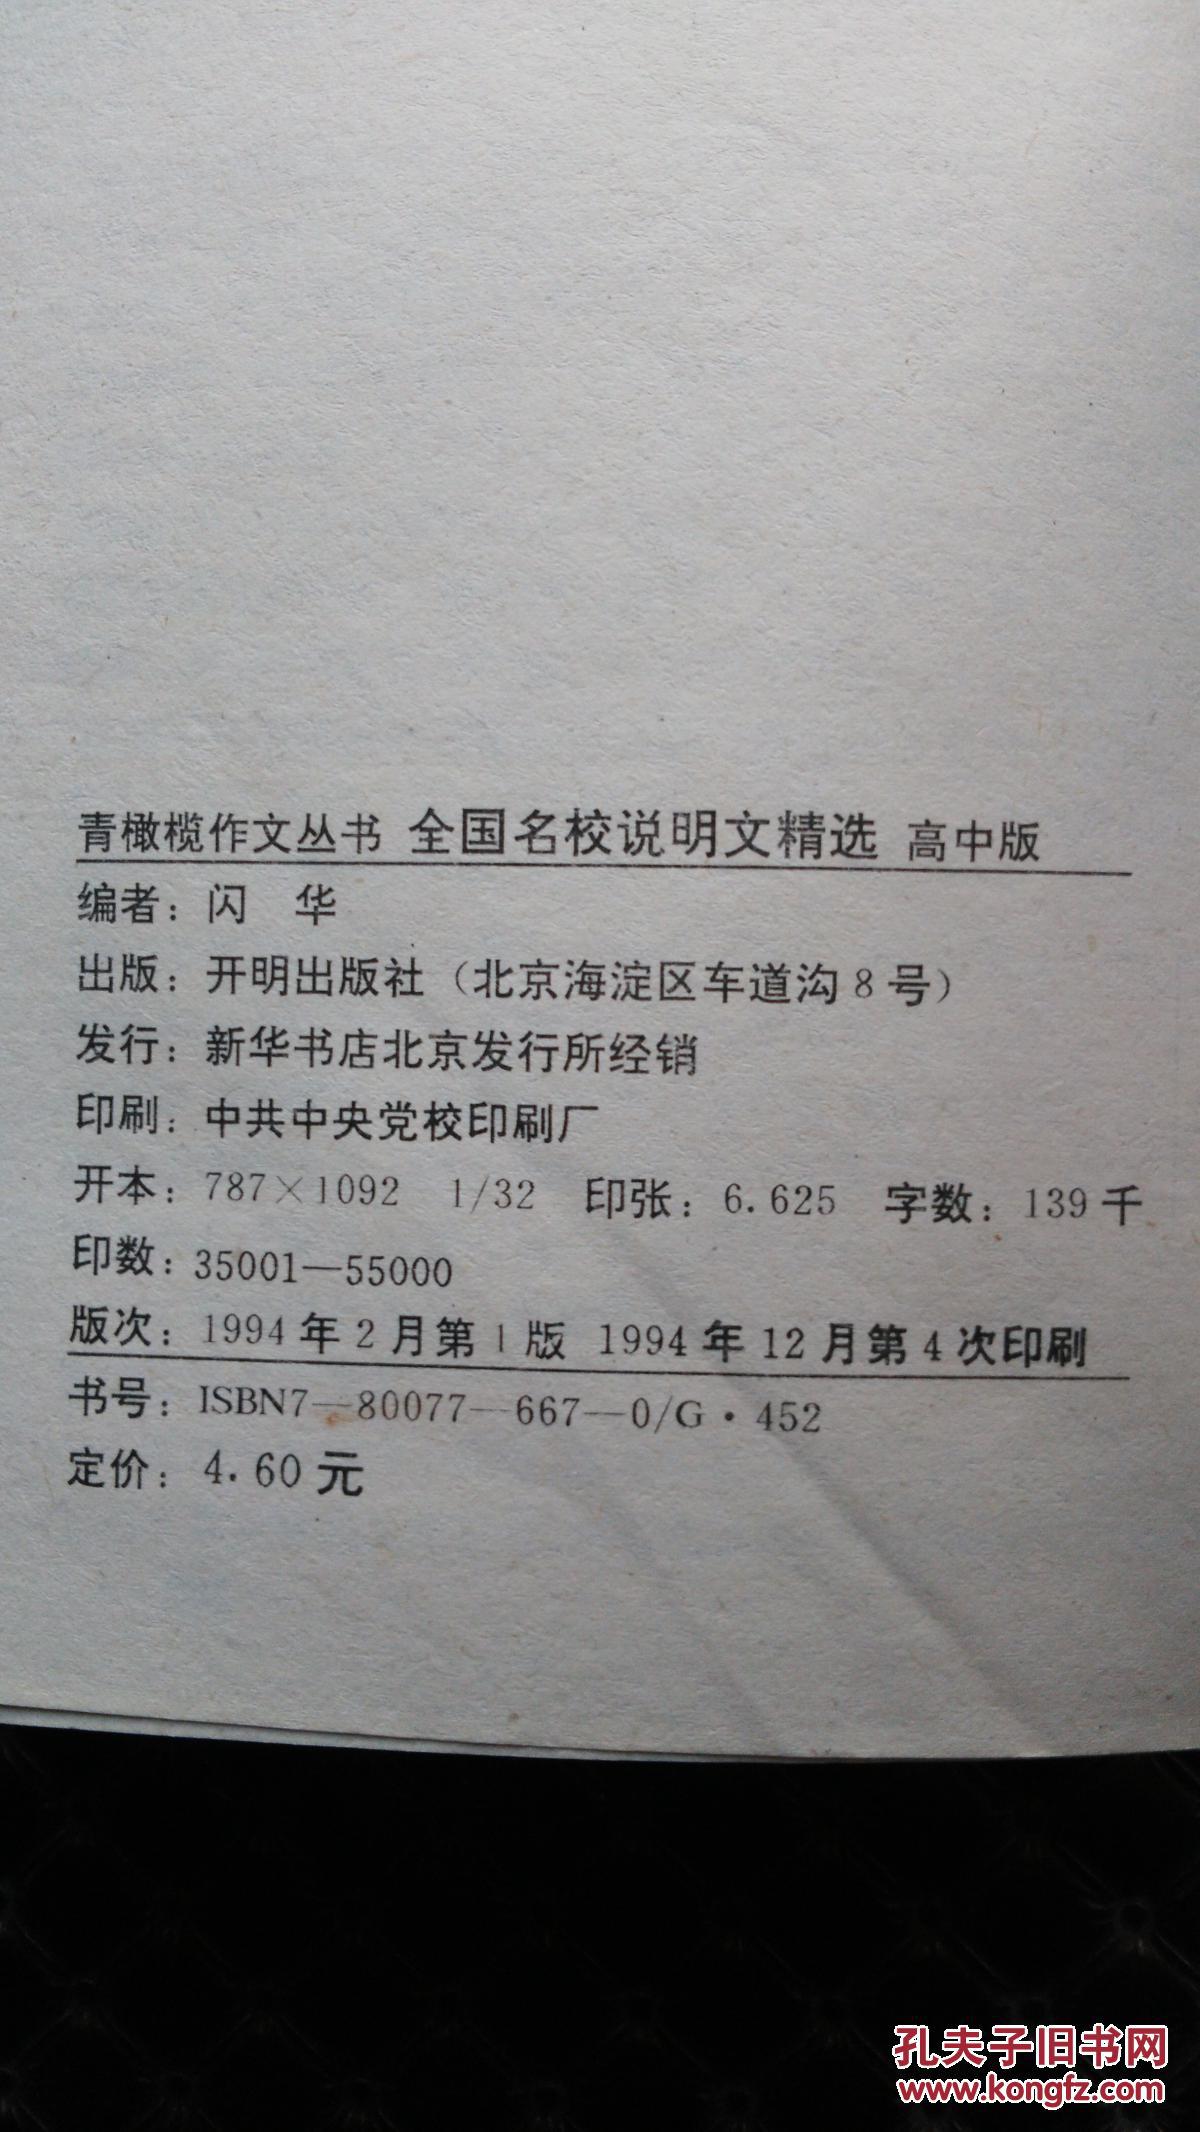 青橄榄作文丛书 全国名校说明文精选 高中版
编者：闪 华
出版：开明出版社（北京海淀区车道沟8号）
发行：新华书店北京发行所经销
印刷：中共中央党校印刷厂
开本：787×1092 1/32 印张：6.625 字数：139千
印数：35001—55000
版次：1994年2月第1版 1994年12月第4次印刷
书号：ISBN7—80077—667—0/G·452
定价：4.60元
孔夫子旧书网
www.kongfz.com